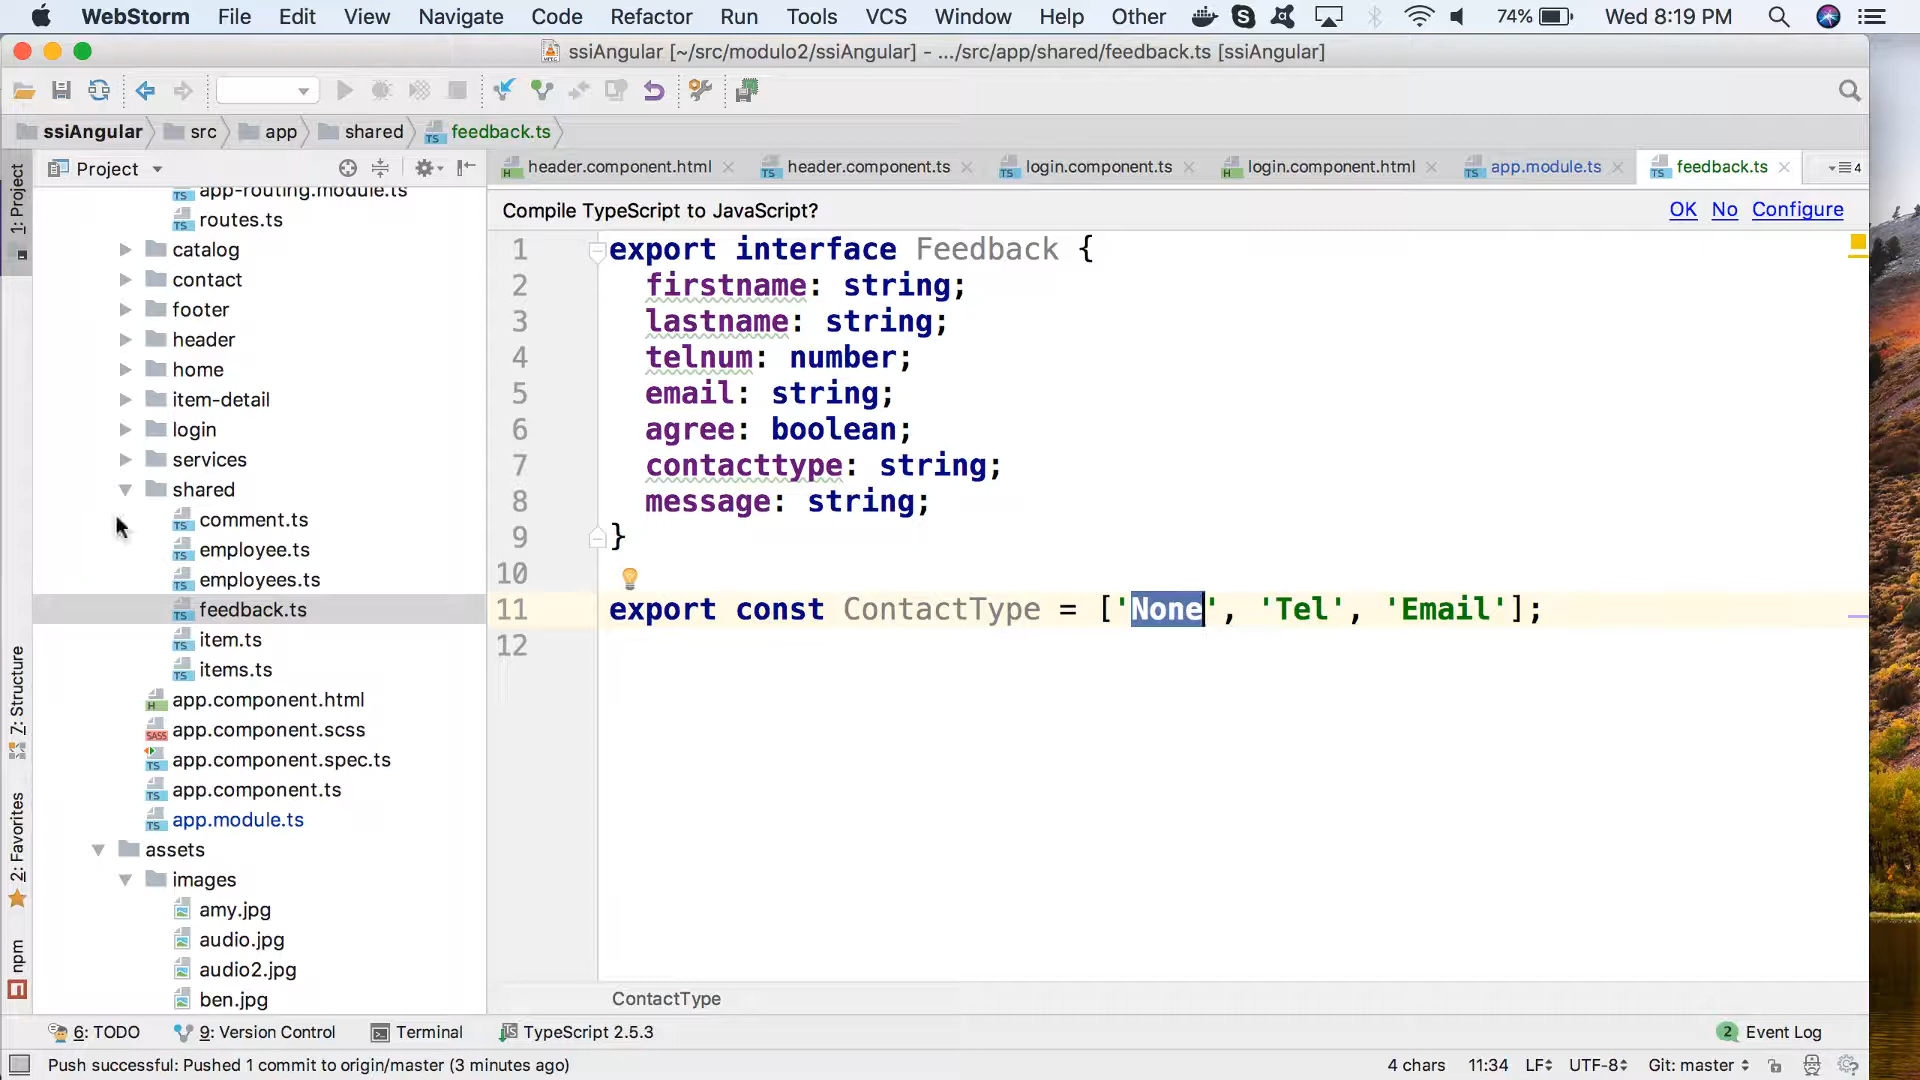 WebStorm File Edit View Navigate Code Refactor Run Tools VCS Window Help Other 74% Wed 8:19 PM
ssiAngular [~/src/modulo2/ssiAngular] - .../src/app/shared/feedback.ts [ssiAngular]
ssiAngular src app shared feedback.ts
Project
header.component.html header.component.ts login.component.ts login.component.html app.module.ts feedback.ts 4
Compile TypeScript to JavaScript? OK No Configure
1: Project
7: Structure
2: Favorites
npm
app-routing.module.ts
routes.ts
catalog
contact
footer
header
home
item-detail
login
services
shared
comment.ts
employee.ts
employees.ts
feedback.ts
item.ts
items.ts
app.component.html
app.component.scss
app.component.spec.ts
app.component.ts
app.module.ts
assets
images
amy.jpg
audio.jpg
audio2.jpg
ben.jpg
1 export interface Feedback {
2 firstname: string;
3 lastname: string;
4 telnum: number;
5 email: string;
6 agree: boolean;
7 contacttype: string;
8 message: string;
9 }
10
11 export const ContactType = ['None', 'Tel', 'Email'];
12
ContactType
6: TODO 9: Version Control Terminal TypeScript 2.5.3 2 Event Log
Push successful: Pushed 1 commit to origin/master (3 minutes ago) 4 chars 11:34 LF UTF-8 Git: master